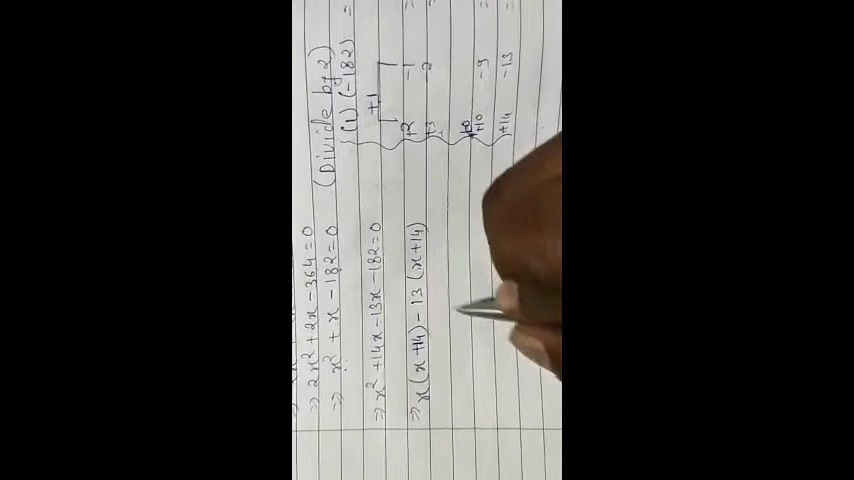 ⇒ 2x² + 2x - 364 = 0
⇒ x² + x - 182 = 0 (Divide by 2)
(1) (-182) =
⇒ x² + 14x - 13x - 182 = 0
+1
⇒ x(x+14) - 13(x+14)
+2 -1 =
+3 -2 =
+10 -9 =
+14 -13 =